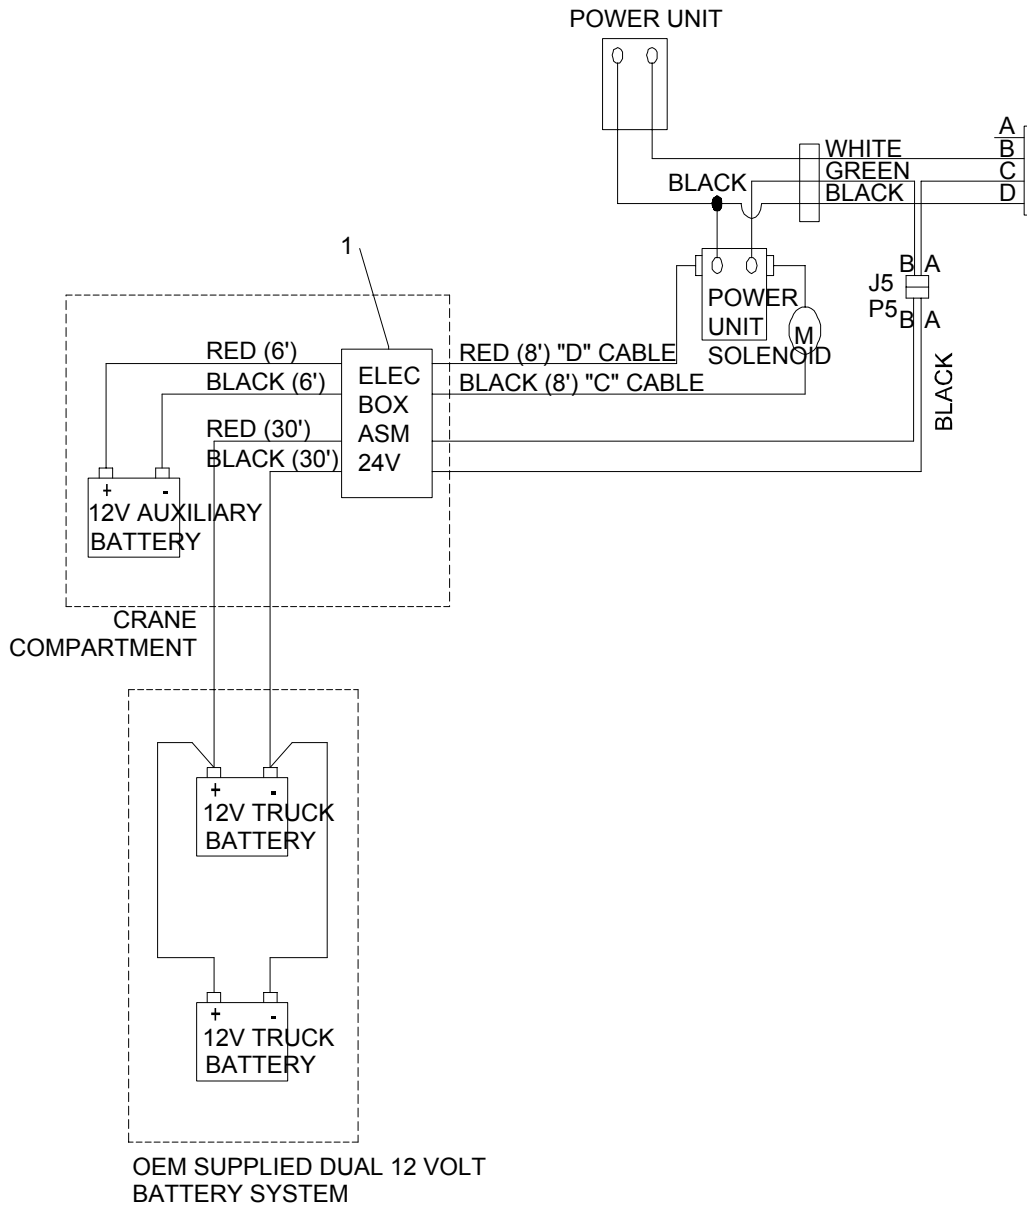 POWER UNIT
A
WHITE B
GREEN C
BLACK BLACK D
1
B A
J5
P5
B A
POWER
UNIT
SOLENOID
M
RED (6') RED (8') "D" CABLE
BLACK (6') BLACK (8') "C" CABLE
RED (30')
BLACK (30')
ELEC
BOX
ASM
24V
BLACK
+ -
12V AUXILIARY
BATTERY
CRANE
COMPARTMENT
+ -
12V TRUCK
BATTERY
+ -
12V TRUCK
BATTERY
OEM SUPPLIED DUAL 12 VOLT
BATTERY SYSTEM